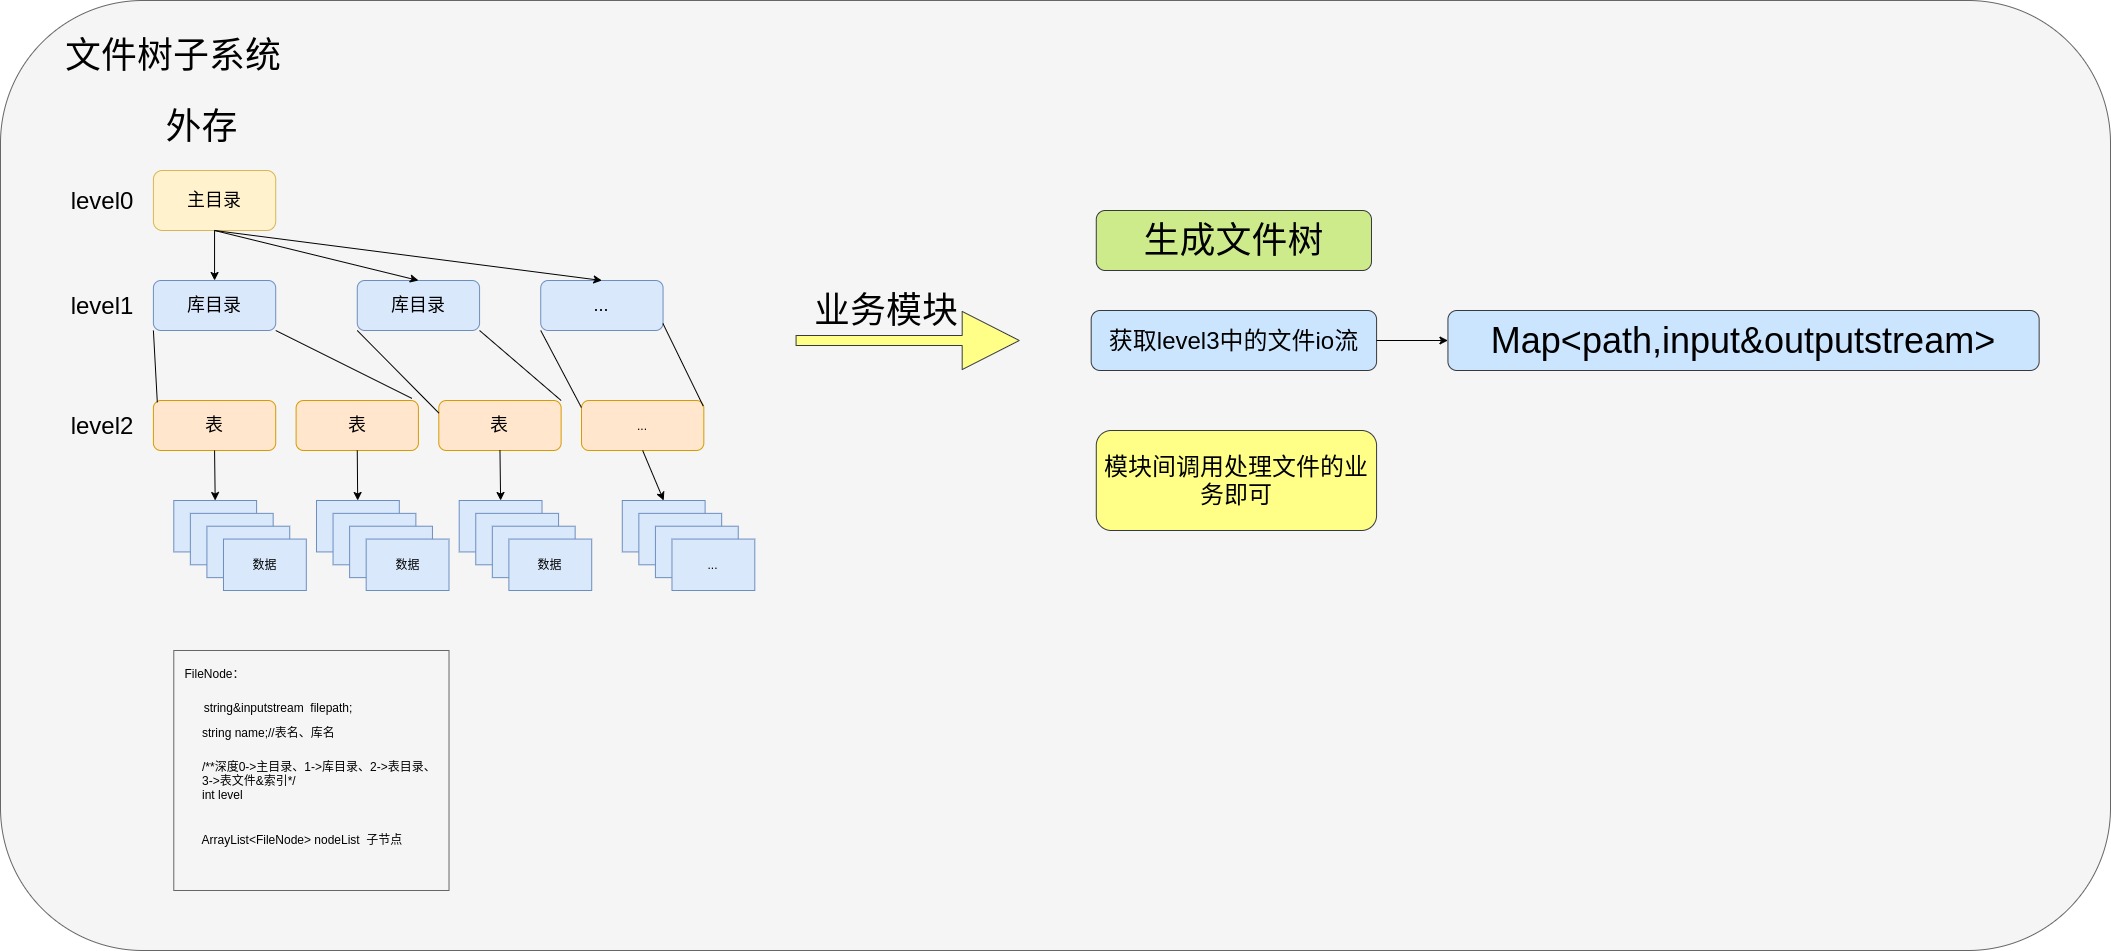 文件树子系统
外存
level0
主目录
level1
库目录
库目录
...
level2
表
表
表
...
数据
数据
数据
...
FileNode：
string&inputstream  filepath;
string name;//表名、库名
/**深度0->主目录、1->库目录、2->表目录、
3->表文件&索引*/
int level
ArrayList<FileNode> nodeList  子节点
业务模块
生成文件树
获取level3中的文件io流
Map<path,input&outputstream>
模块间调用处理文件的业
务即可